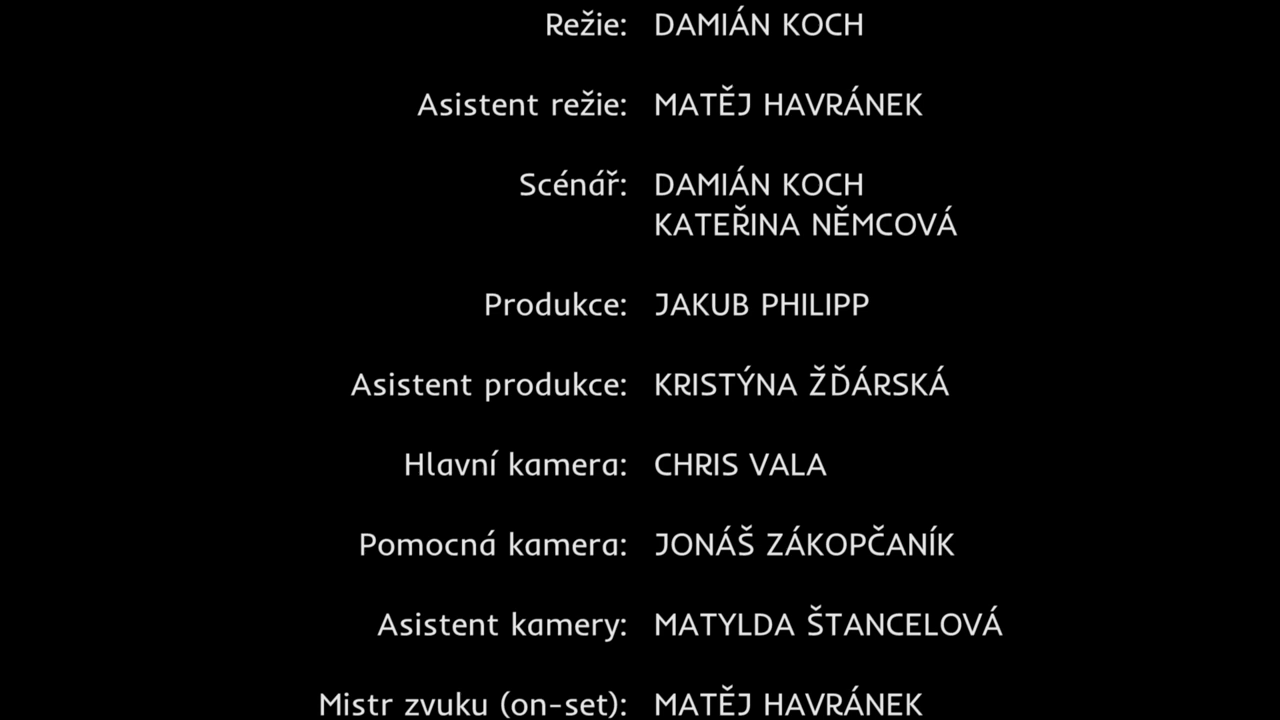 Režie: DAMIÁN KOCH
Asistent režie: MATĚJ HAVRÁNEK
Scénář: DAMIÁN KOCH
KATEŘINA NĚMCOVÁ
Produkce: JAKUB PHILIPP
Asistent produkce: KRISTÝNA ŽĎÁRSKÁ
Hlavní kamera: CHRIS VALA
Pomocná kamera: JONÁŠ ZÁKOPČANÍK
Asistent kamery: MATYLDA ŠTANCELOVÁ
Mistr zvuku (on-set): MATĚJ HAVRÁNEK